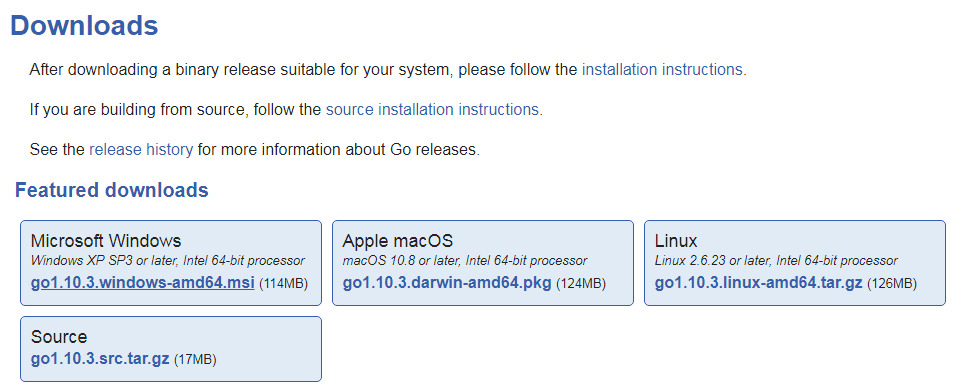 Downloads
After downloading a binary release suitable for your system, please follow the installation instructions.
If you are building from source, follow the source installation instructions.
See the release history for more information about Go releases.
Featured downloads
Microsoft Windows
Windows XP SP3 or later, Intel 64-bit processor
go1.10.3.windows-amd64.msi (114MB)
Apple macOS
macOS 10.8 or later, Intel 64-bit processor
go1.10.3.darwin-amd64.pkg (124MB)
Linux
Linux 2.6.23 or later, Intel 64-bit processor
go1.10.3.linux-amd64.tar.gz (126MB)
Source
go1.10.3.src.tar.gz (17MB)